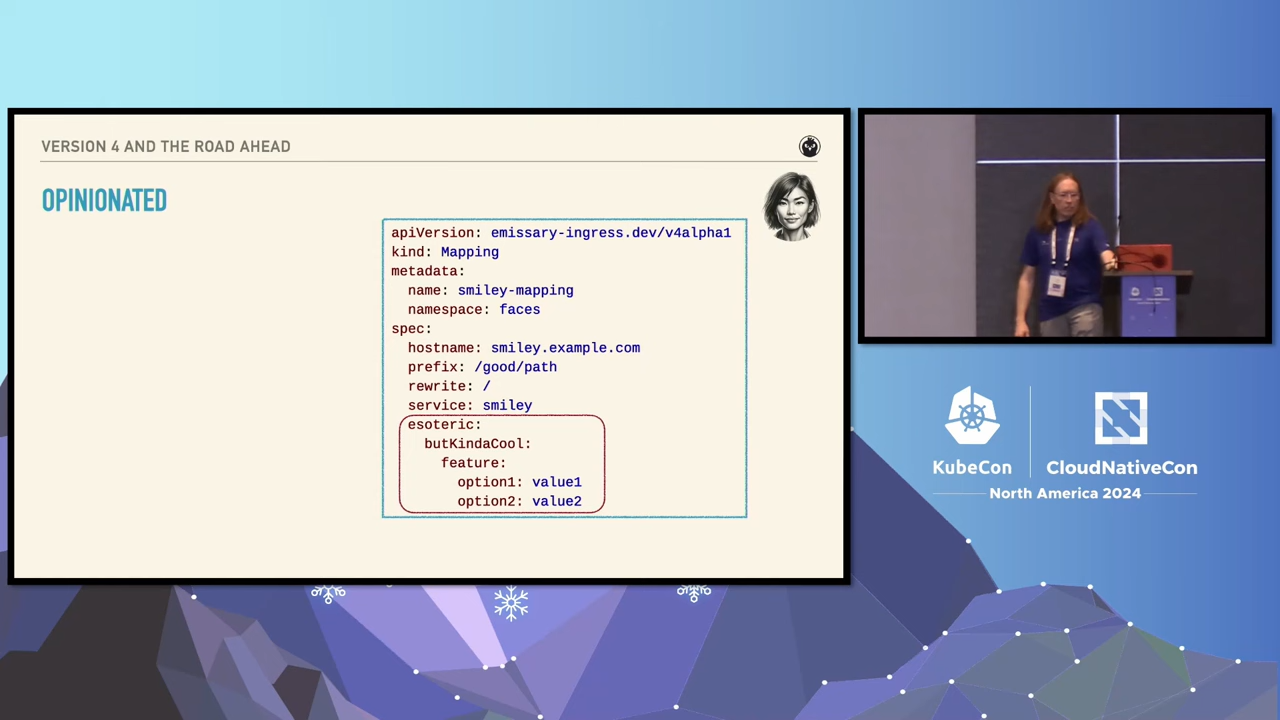 VERSION 4 AND THE ROAD AHEAD
OPINIONATED
apiVersion: emissary-ingress.dev/v4alpha1
kind: Mapping
metadata:
  name: smiley-mapping
  namespace: faces
spec:
  hostname: smiley.example.com
  prefix: /good/path
  rewrite: /
  service: smiley
  esoteric:
    butKindaCool:
      feature:
        option1: value1
        option2: value2
KubeCon
CloudNativeCon
North America 2024